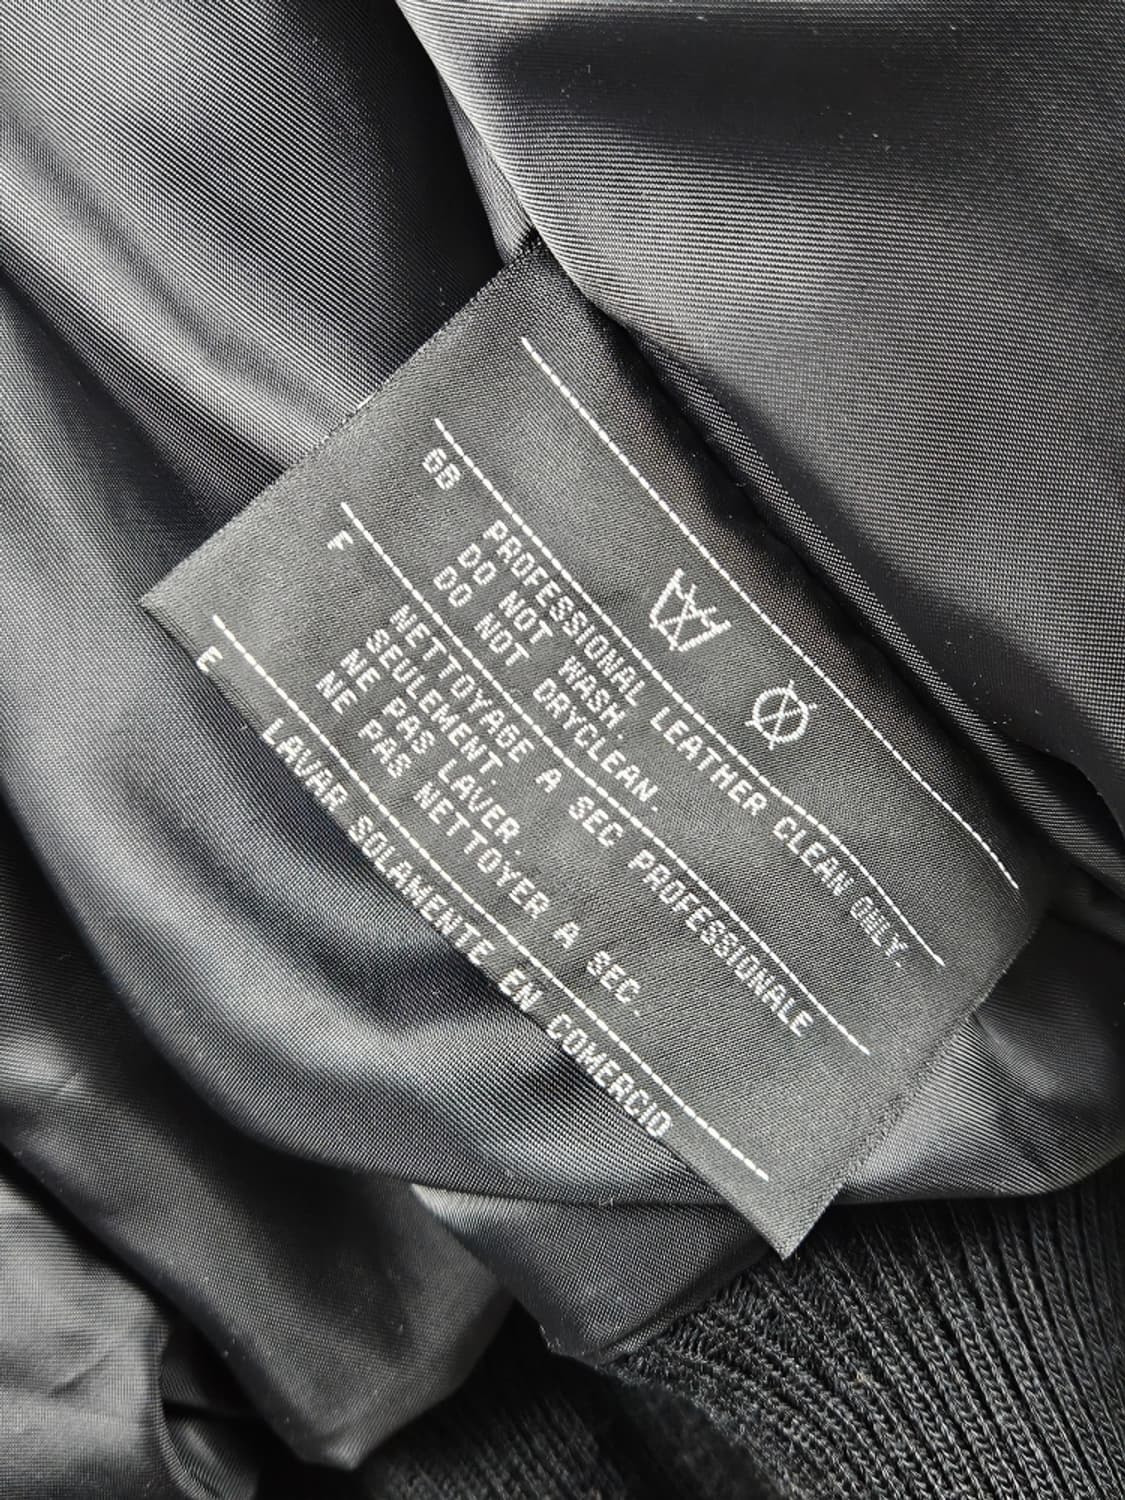 GB
PROFESSIONAL LEATHER CLEAN ONLY.
DO NOT WASH.
DO NOT DRYCLEAN.
F
NETTOYAGE A SEC PROFESSIONALE
SEULEMENT.
NE PAS LAVER.
NE PAS NETTOYER A SEC.
E
LAVAR SOLAMENTE EN COMERCIO